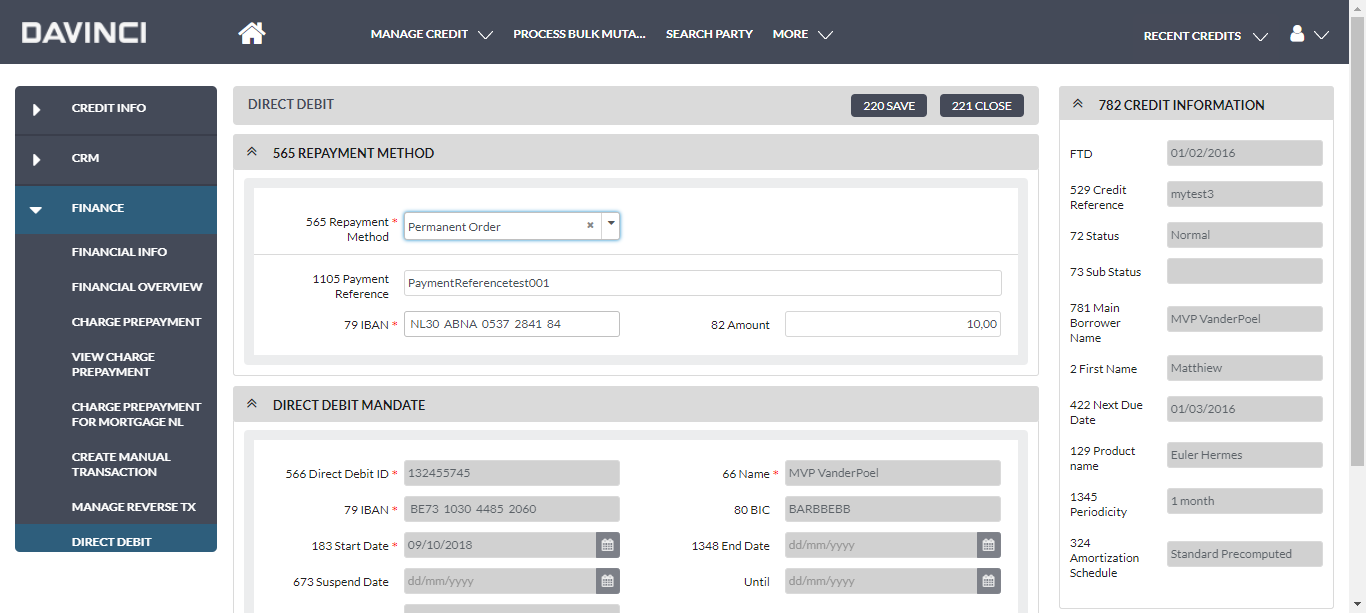 DAVINCI
MANAGE CREDIT
PROCESS BULK MUTA...
SEARCH PARTY
MORE
RECENT CREDITS
CREDIT INFO
CRM
FINANCE
FINANCIAL INFO
FINANCIAL OVERVIEW
CHARGE PREPAYMENT
VIEW CHARGE
PREPAYMENT
CHARGE PREPAYMENT
FOR MORTGAGE NL
CREATE MANUAL
TRANSACTION
MANAGE REVERSE TX
DIRECT DEBIT
DIRECT DEBIT
220 SAVE
221 CLOSE
565 REPAYMENT METHOD
565 Repayment *
Method
Permanent Order
1105 Payment
Reference
PaymentReferencetest001
79 IBAN *
NL30 ABNA 0537 2841 84
82 Amount
10,00
DIRECT DEBIT MANDATE
566 Direct Debit ID *
132455745
66 Name *
MVP VanderPoel
79 IBAN *
BE73 1030 4485 2060
80 BIC
BARBBEBB
183 Start Date *
09/10/2018
1348 End Date
dd/mm/yyyy
673 Suspend Date
dd/mm/yyyy
Until
dd/mm/yyyy
782 CREDIT INFORMATION
FTD
01/02/2016
529 Credit
Reference
mytest3
72 Status
Normal
73 Sub Status
781 Main
Borrower
Name
MVP VanderPoel
2 First Name
Matthiew
422 Next Due
Date
01/03/2016
129 Product
name
Euler Hermes
1345
Periodicity
1 month
324
Amortization
Schedule
Standard Precomputed